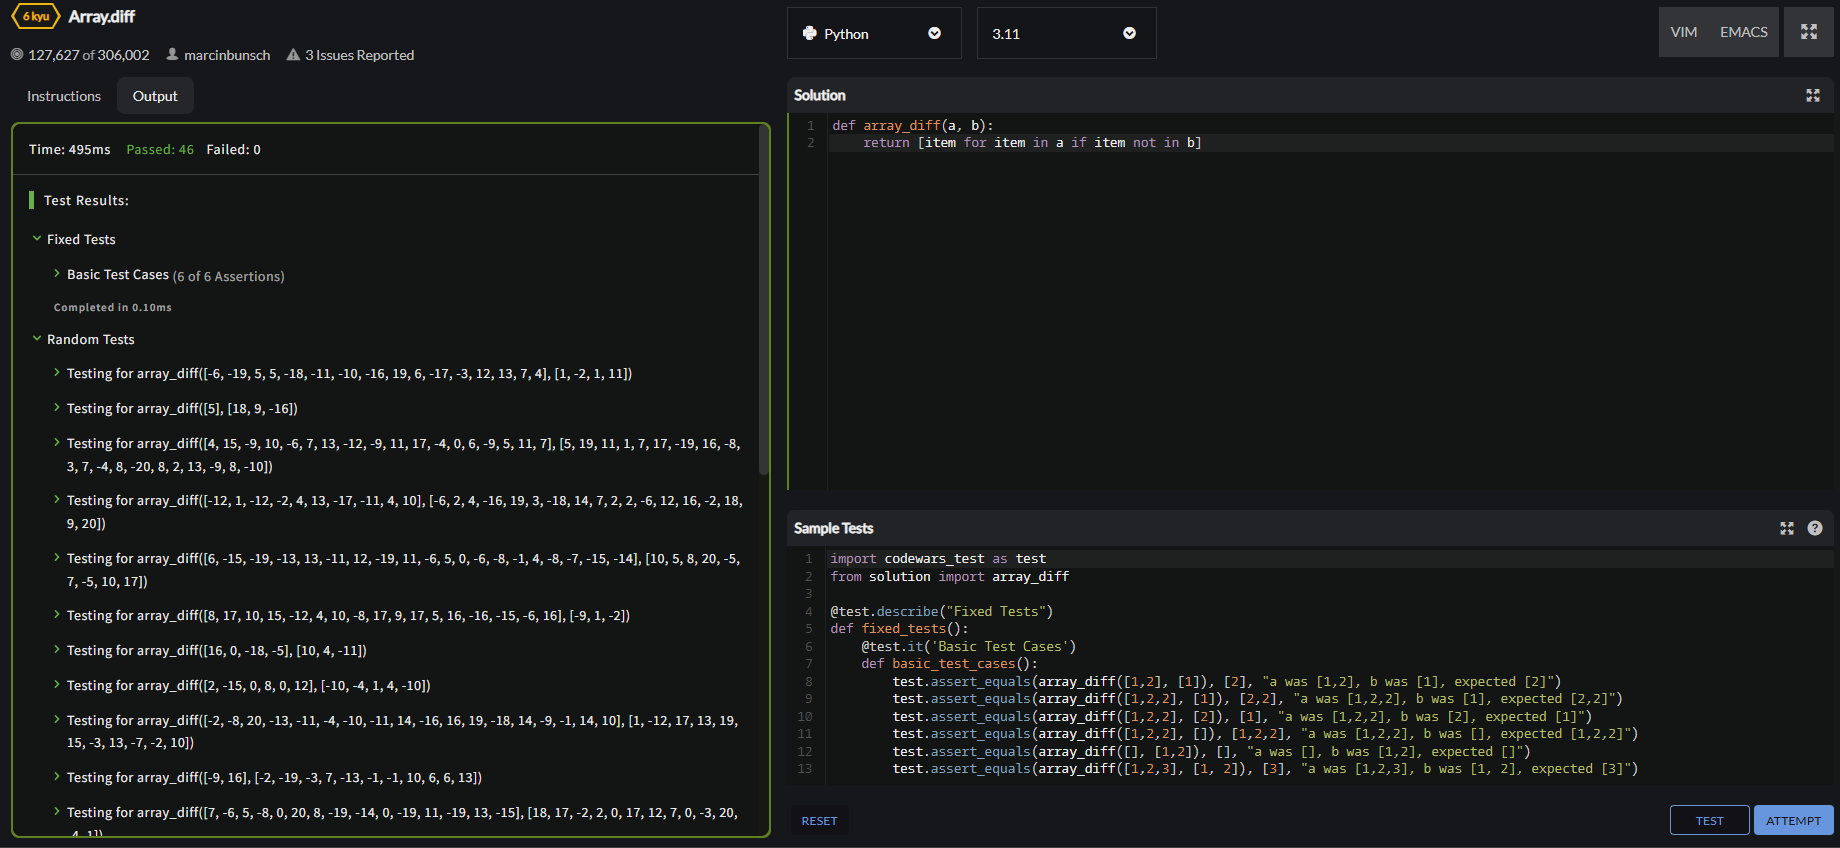 6 kyu Array.diff
127,627 of 306,002 marcinbunsch 3 Issues Reported
Instructions Output
Time: 495ms Passed: 46 Failed: 0
Test Results:
Fixed Tests
Basic Test Cases (6 of 6 Assertions)
Completed in 0.10ms
Random Tests
Testing for array_diff([-6, -19, 5, 5, -18, -11, -10, -16, 19, 6, -17, -3, 12, 13, 7, 4], [1, -2, 1, 11])
Testing for array_diff([5], [18, 9, -16])
Testing for array_diff([4, 15, -9, 10, -6, 7, 13, -12, -9, 11, 17, -4, 0, 6, -9, 5, 11, 7], [5, 19, 11, 1, 7, 17, -19, 16, -8,
3, 7, -4, 8, -20, 8, 2, 13, -9, 8, -10])
Testing for array_diff([-12, 1, -12, -2, 4, 13, -17, -11, 4, 10], [-6, 2, 4, -16, 19, 3, -18, 14, 7, 2, 2, -6, 12, 16, -2, 18,
9, 20])
Testing for array_diff([6, -15, -19, -13, 13, -11, 12, -19, 11, -6, 5, 0, -6, -8, -1, 4, -8, -7, -15, -14], [10, 5, 8, 20, -5,
7, -5, 10, 17])
Testing for array_diff([8, 17, 10, 15, -12, 4, 10, -8, 17, 9, 17, 5, 16, -16, -15, -6, 16], [-9, 1, -2])
Testing for array_diff([16, 0, -18, -5], [10, 4, -11])
Testing for array_diff([2, -15, 0, 8, 0, 12], [-10, -4, 1, 4, -10])
Testing for array_diff([-2, -8, 20, -13, -11, -4, -10, -11, 14, -16, 16, 19, -18, 14, -9, -1, 14, 10], [1, -12, 17, 13, 19,
15, -3, 13, -7, -2, 10])
Testing for array_diff([-9, 16], [-2, -19, -3, 7, -13, -1, -1, 10, 6, 6, 13])
Testing for array_diff([7, -6, 5, -8, 0, 20, 8, -19, -14, 0, -19, 11, -19, 13, -15], [18, 17, -2, 2, 0, 17, 12, 7, 0, -3, 20,
Python 3.11 VIM EMACS
Solution
1 def array_diff(a, b):
2 return [item for item in a if item not in b]
Sample Tests
1 import codewars_test as test
2 from solution import array_diff
3
4 @test.describe("Fixed Tests")
5 def fixed_tests():
6 @test.it('Basic Test Cases')
7 def basic_test_cases():
8 test.assert_equals(array_diff([1,2], [1]), [2], "a was [1,2], b was [1], expected [2]")
9 test.assert_equals(array_diff([1,2,2], [1]), [2,2], "a was [1,2,2], b was [1], expected [2,2]")
10 test.assert_equals(array_diff([1,2,2], [2]), [1], "a was [1,2,2], b was [2], expected [1]")
11 test.assert_equals(array_diff([1,2,2], []), [1,2,2], "a was [1,2,2], b was [], expected [1,2,2]")
12 test.assert_equals(array_diff([], [1,2]), [], "a was [], b was [1,2], expected []")
13 test.assert_equals(array_diff([1,2,3], [1, 2]), [3], "a was [1,2,3], b was [1, 2], expected [3]")
RESET TEST ATTEMPT